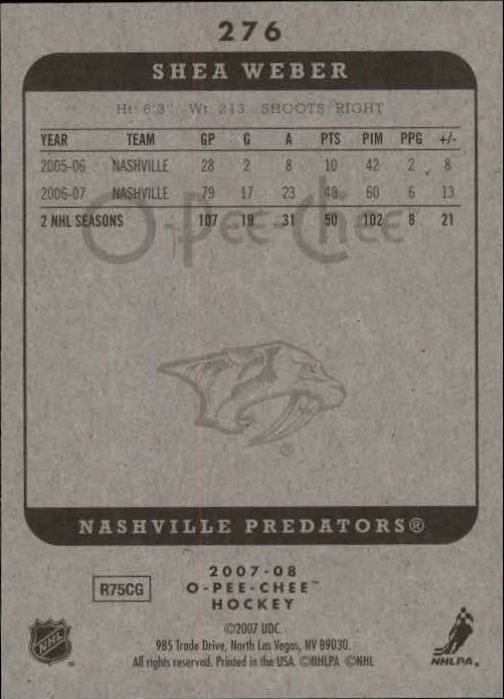 276
SHEA WEBER
Ht: 6'3" Wt: 213 SHOOTS RIGHT
YEAR TEAM GP G A PTS PIM PPG +/-
2005-06 NASHVILLE 28 2 8 10 42 2 8
2006-07 NASHVILLE 79 17 23 40 60 6 13
2 NHL SEASONS 107 19 31 50 102 8 21
O-Pee-Chee
®
NASHVILLE PREDATORS®
2007-08
R75CG O-PEE-CHEE™
HOCKEY
©2007 UDC.
985 Trade Drive, North Las Vegas, NV 89030.
All rights reserved. Printed in the USA. ©NHLPA ©NHL
NHL
NHLPA